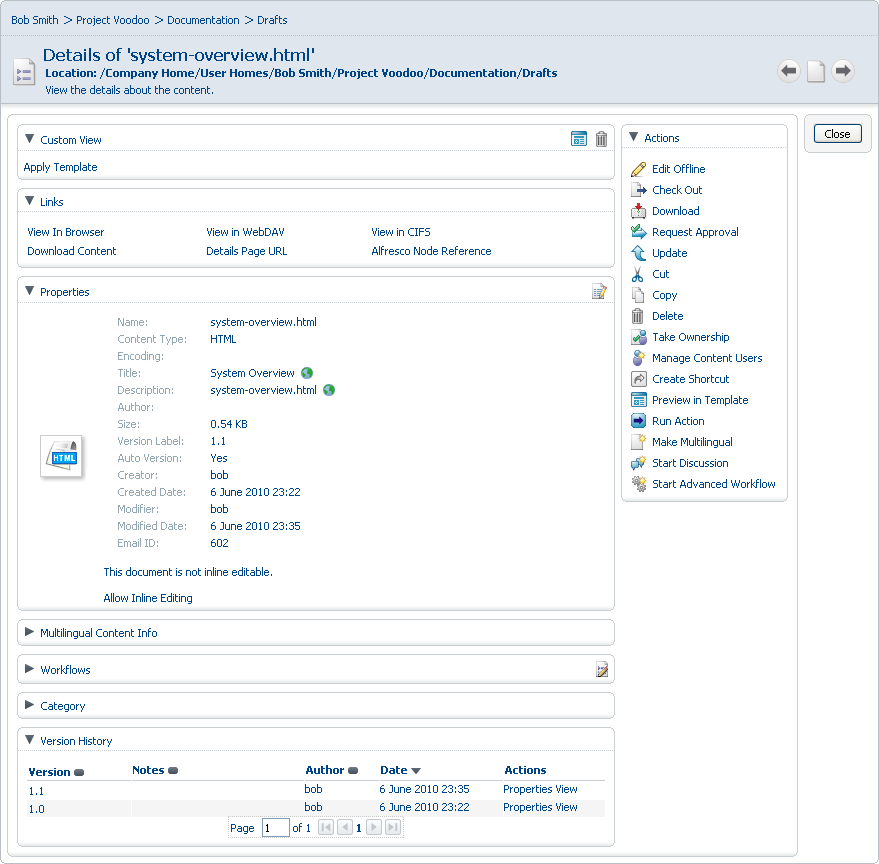 Bob Smith > Project Voodoo > Documentation > Drafts
Details of 'system-overview.html'
Location: /Company Home/User Homes/Bob Smith/Project Voodoo/Documentation/Drafts
View the details about the content.
Close
Custom View
Apply Template
Links
View In Browser View in WebDAV View in CIFS
Download Content Details Page URL Alfresco Node Reference
Properties
HTML
Name: system-overview.html
Content Type: HTML
Encoding:
Title: System Overview
Description: system-overview.html
Author:
Size: 0.54 KB
Version Label: 1.1
Auto Version: Yes
Creator: bob
Created Date: 6 June 2010 23:22
Modifier: bob
Modified Date: 6 June 2010 23:35
Email ID: 602
This document is not inline editable.
Allow Inline Editing
Multilingual Content Info
Workflows
Category
Version History
Version Notes Author Date Actions
1.1 bob 6 June 2010 23:35 Properties View
1.0 bob 6 June 2010 23:22 Properties View
Page 1 of 1 1
Actions
Edit Offline
Check Out
Download
Request Approval
Update
Cut
Copy
Delete
Take Ownership
Manage Content Users
Create Shortcut
Preview in Template
Run Action
Make Multilingual
Start Discussion
Start Advanced Workflow